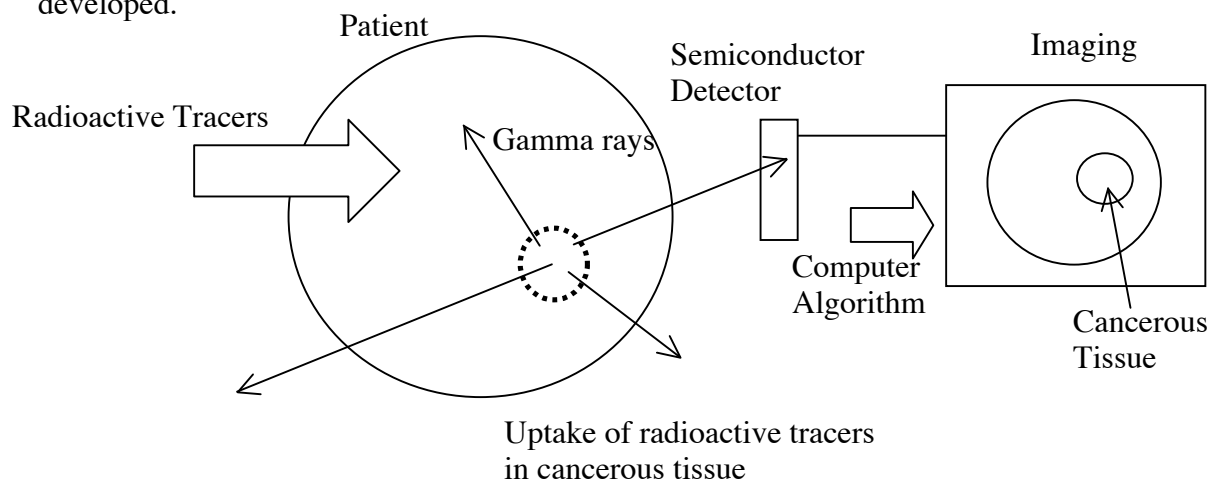 developed.
Patient
Semiconductor
Detector
Imaging
Radioactive Tracers
Gamma rays
Computer
Algorithm
Cancerous
Tissue
Uptake of radioactive tracers
in cancerous tissue